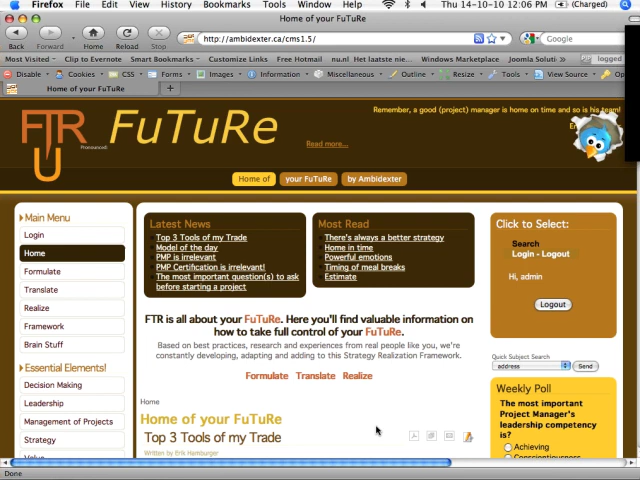 Firefox File Edit View History Bookmarks Tools Window Help Thu 14-10-10 12:06 PM (Charged)
Home of your FuTuRe
http://ambidexter.ca/cms1.5/
Google
Back Forward Home Reload Stop
Most Visited Clip to Evernote Smart Bookmarks Customize Links Free Hotmail nu.nl Het laatste nie... Windows Marketplace Joomla Soluti... logged
Disable Cookies CSS Forms Images Information Miscellaneous Outline Resize Tools View Source Op
Home of your FuTuRe
Remember, a good (project) manager is home on time and so is his team!
FTR
U
Pronounced:
FuTuRe
Read more...
Home of your FuTuRe by Ambidexter
Main Menu
Login
Home
Formulate
Translate
Realize
Framework
Brain Stuff
Essential Elements!
Decision Making
Leadership
Management of Projects
Strategy
Value
Latest News
Top 3 Tools of my Trade
Model of the day
PMP is irrelevant
PMP Certification is irrelevant!
The most important question(s) to ask
before starting a project
Most Read
There's always a better strategy
Home in time
Powerful emotions
Timing of meal breaks
Estimate
FTR is all about your FuTuRe. Here you'll find valuable information on
how to take full control of your FuTuRe.
Based on best practices, research and experiences from real people like you, we're
constantly developing, adapting and adding to this Strategy Realization Framework.
Formulate Translate Realize
Home
Home of your FuTuRe
Top 3 Tools of my Trade
Written by Erik Hamburger
Click to Select:
Search
Login - Logout
Hi, admin
Logout
Quick Subject Search
address Send
Weekly Poll
The most important
Project Manager's
leadership competency
is?
Achieving
Conscientiousness
Done